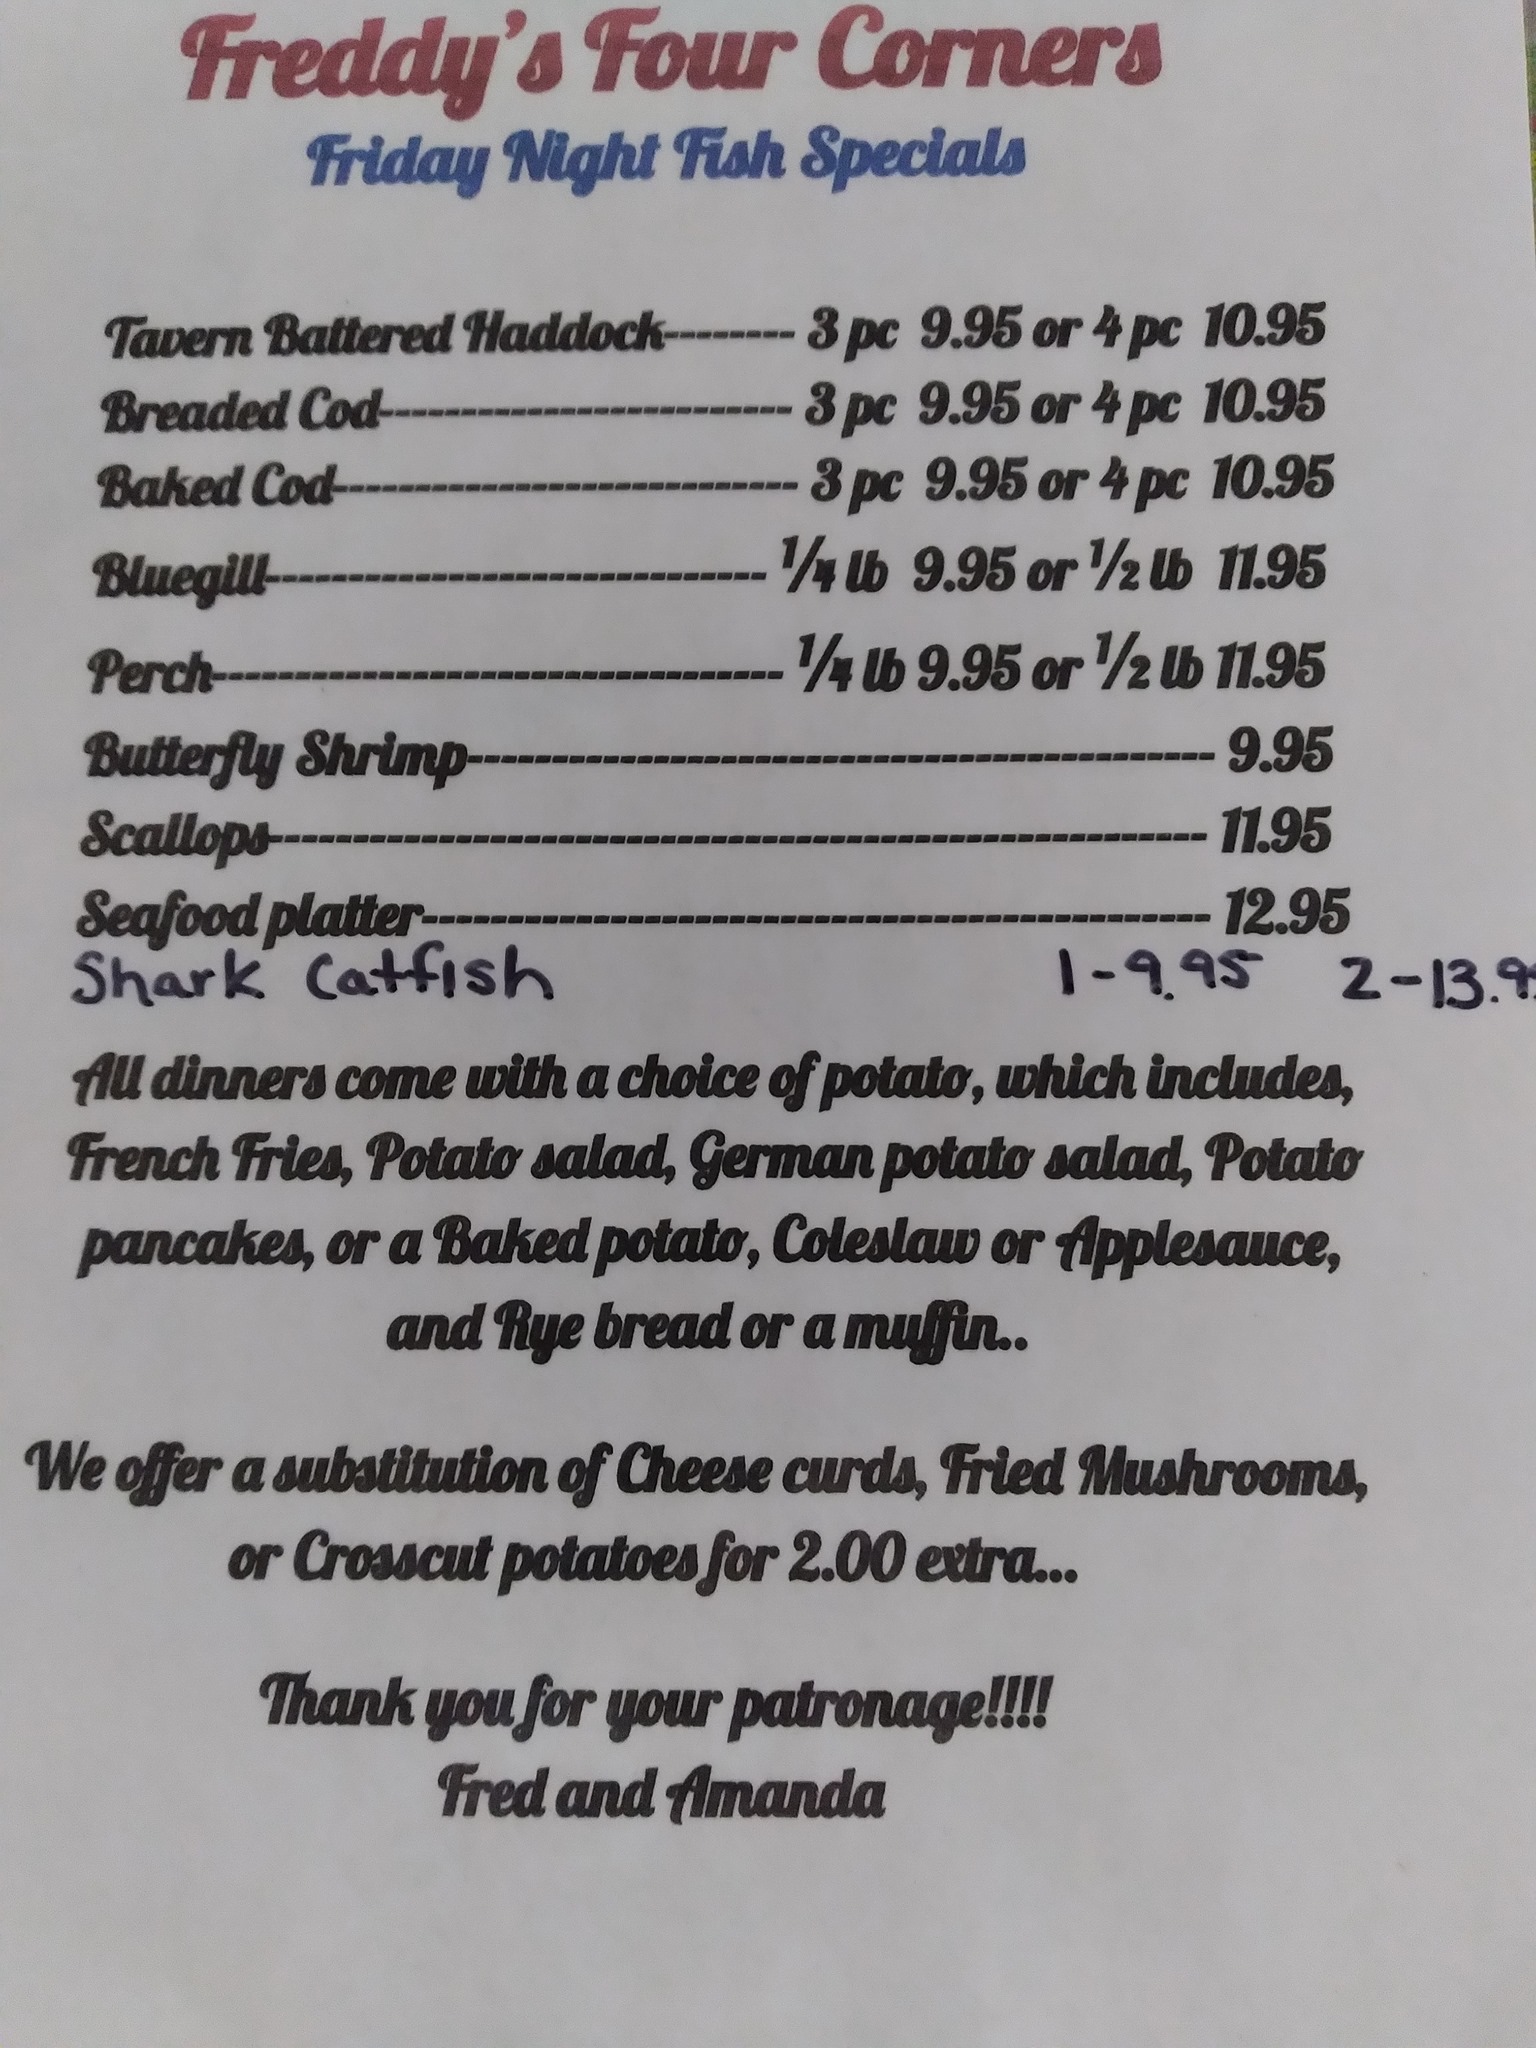 Freddy's Four Corners
Friday Night Fish Specials
Tavern Battered Haddock-------- 3 pc 9.95 or 4 pc 10.95
Breaded Cod------------------------- 3 pc 9.95 or 4 pc 10.95
Baked Cod---------------------------- 3 pc 9.95 or 4 pc 10.95
Bluegill------------------------------- 1/4 lb 9.95 or 1/2 lb 11.95
Perch----------------------------------- 1/4 lb 9.95 or 1/2 lb 11.95
Butterfly Shrimp--------------------------------------------- 9.95
Scallops--------------------------------------------------------- 11.95
Seafood platter------------------------------------------------ 12.95
Shark Catfish 1-9.95 2-13.9
All dinners come with a choice of potato, which includes,
French Fries, Potato salad, German potato salad, Potato
pancakes, or a Baked potato, Coleslaw or Applesauce,
and Rye bread or a muffin..
We offer a substitution of Cheese curds, Fried Mushrooms,
or Crosscut potatoes for 2.00 extra...
Thank you for your patronage!!!!
Fred and Amanda